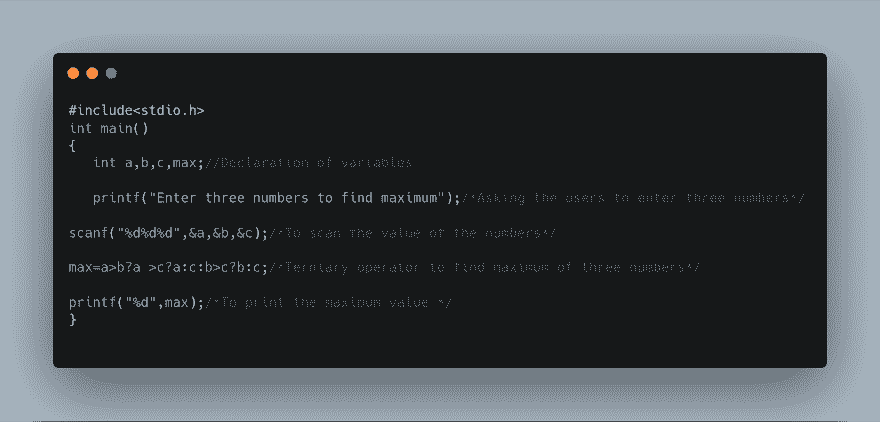 #include<stdio.h>
int main()
{
int a,b,c,max;//Declaration of variables
printf("Enter three numbers to find maximum");/*Asking the users to enter three numbers*/
scanf("%d%d%d",&a,&b,&c);/*To scan the value of the numbers*/
max=a>b?a >c?a:c:b>c?b:c;/*Terniary operator to find maximum of three numbers*/
printf("%d",max);/*To print the maximum value */
}